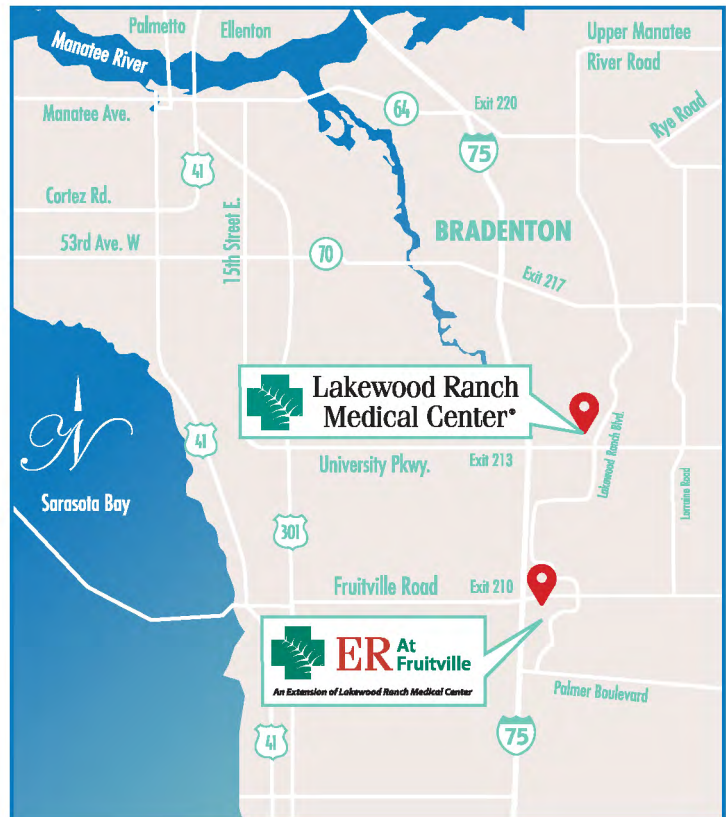 Palmetto
Ellenton
Manatee River
Upper Manatee
River Road
Manatee Ave.
64
Exit 220
Rye Road
75
41
Cortez Rd.
15th Street E.
BRADENTON
53rd Ave. W
70
Exit 217
Lakewood Ranch
Medical Center®
N
41
University Pkwy.
Exit 213
Lakewood Ranch Blvd.
Lorraine Road
Sarasota Bay
301
Fruitville Road
Exit 210
ER At
Fruitville
An Extension of Lakewood Ranch Medical Center
Palmer Boulevard
41
75